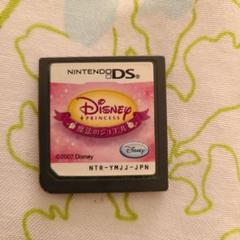 NINTENDO DS
Disney
PRINCESS
魔法のジュエル
©2007 Disney
Disney
NTR-YMJJ-JPN